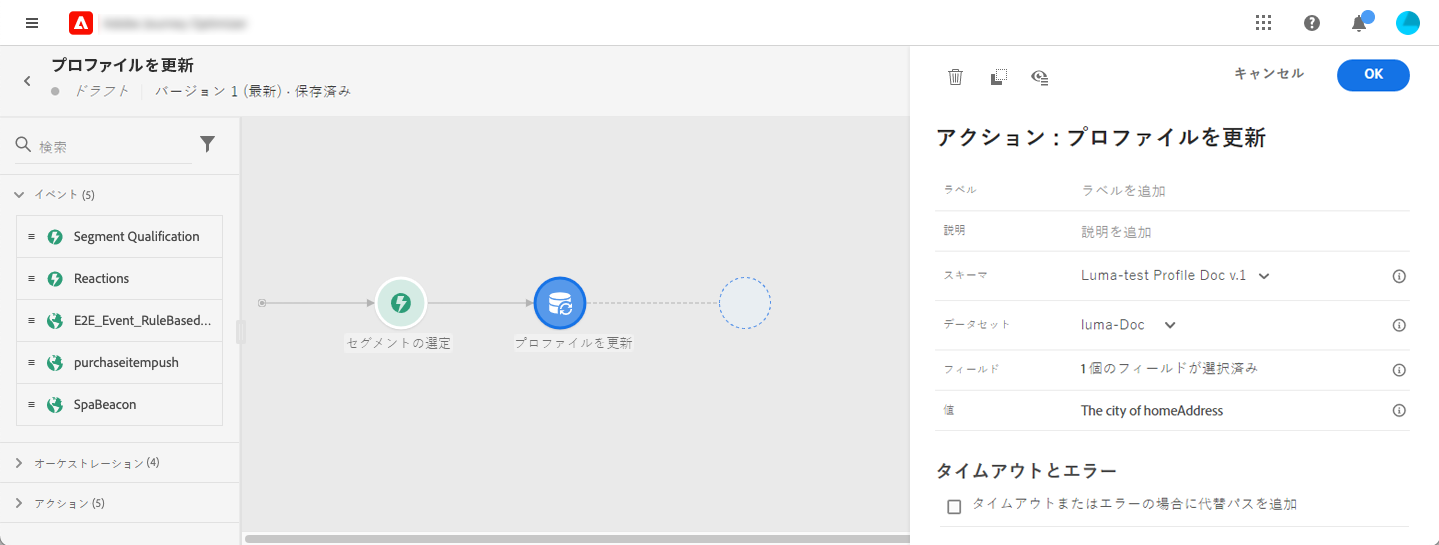 プロファイルを更新
ドラフト
バージョン 1 (最新) · 保存済み
検索
イベント (5)
Segment Qualification
Reactions
E2E_Event_RuleBased...
purchaseitempush
SpaBeacon
オーケストレーション (4)
アクション (5)
セグメントの選定
プロファイルを更新
キャンセル
OK
アクション : プロファイルを更新
ラベル
ラベルを追加
説明
説明を追加
スキーマ
Luma-test Profile Doc v.1
データセット
luma-Doc
フィールド
1 個のフィールドが選択済み
値
The city of homeAddress
タイムアウトとエラー
タイムアウトまたはエラーの場合に代替パスを追加